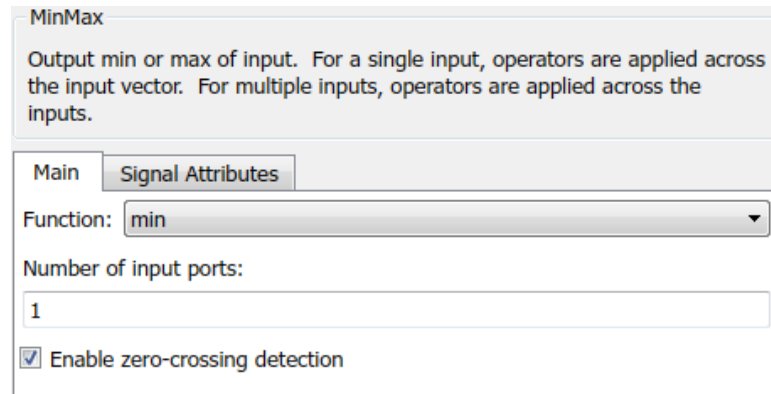 MinMax
Output min or max of input.  For a single input, operators are applied across
the input vector.  For multiple inputs, operators are applied across the
inputs.
Main
Signal Attributes
Function: min
Number of input ports:
1
Enable zero-crossing detection